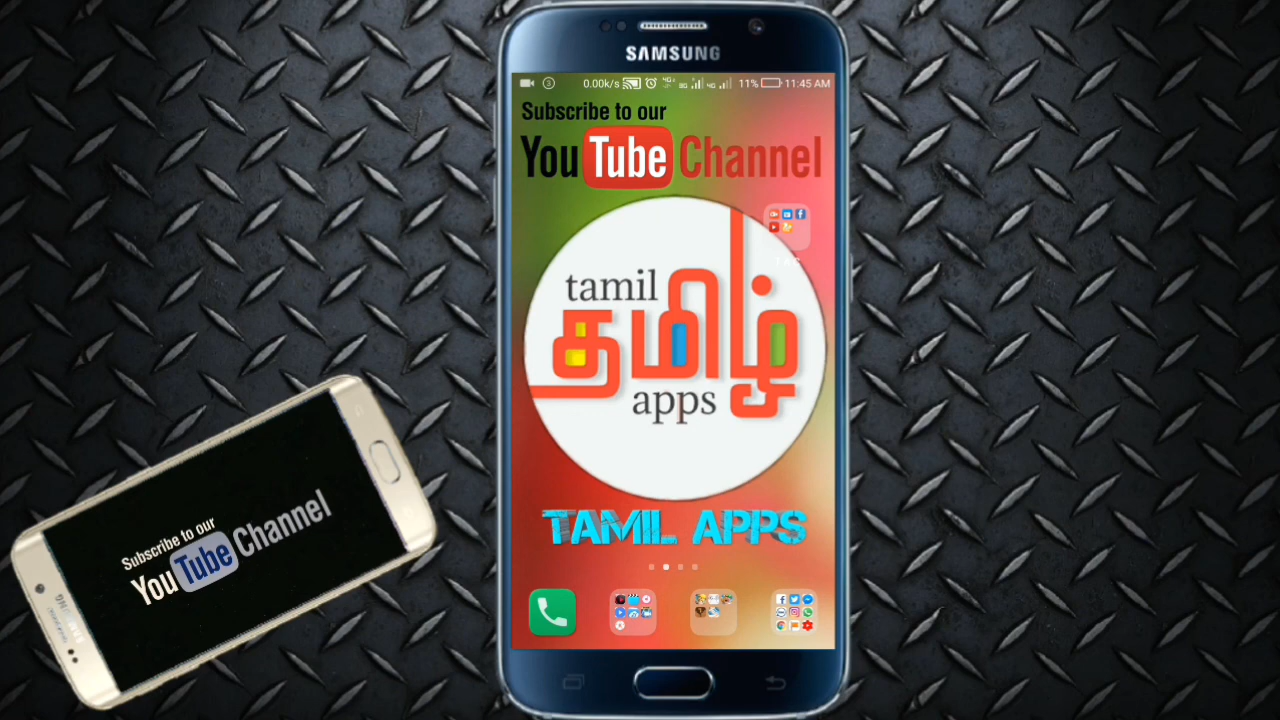 SAMSUNG
0.00k/s 11% 11:45 AM
Subscribe to our
YouTube Channel
tamil
தமிழ்
apps
TAMIL APPS
Subscribe to our
YouTube Channel
SAMSUNG